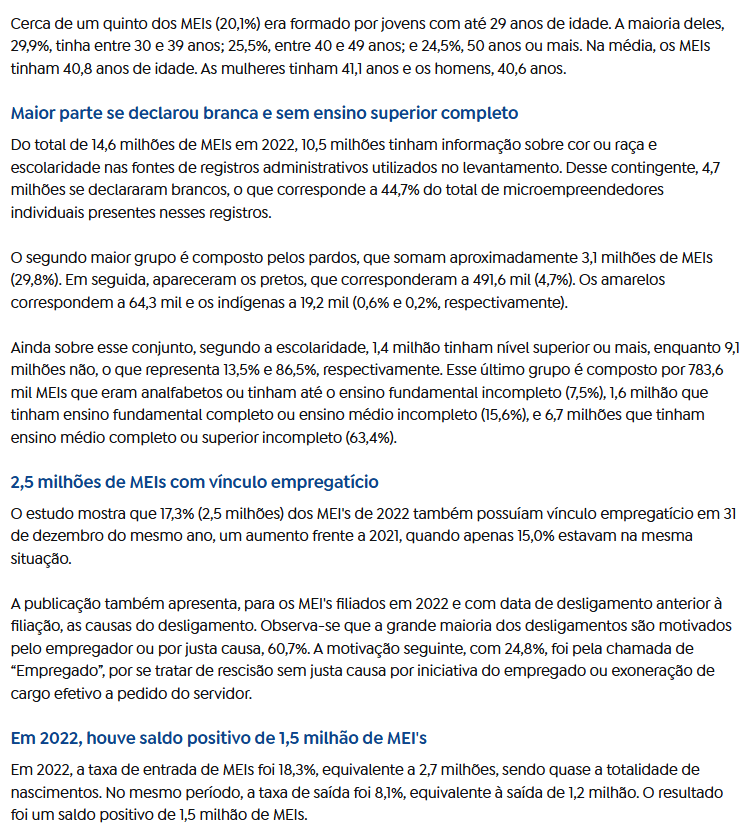 Cerca de um quinto dos MEIs (20,1%) era formado por jovens com até 29 anos de idade. A maioria deles,
29,9%, tinha entre 30 e 39 anos; 25,5%, entre 40 e 49 anos; e 24,5%, 50 anos ou mais. Na média, os MEIs
tinham 40,8 anos de idade. As mulheres tinham 41,1 anos e os homens, 40,6 anos.
Maior parte se declarou branca e sem ensino superior completo
Do total de 14,6 milhões de MEIs em 2022, 10,5 milhões tinham informação sobre cor ou raça e
escolaridade nas fontes de registros administrativos utilizados no levantamento. Desse contingente, 4,7
milhões se declararam brancos, o que corresponde a 44,7% do total de microempreendedores
individuais presentes nesses registros.
O segundo maior grupo é composto pelos pardos, que somam aproximadamente 3,1 milhões de MEIs
(29,8%). Em seguida, apareceram os pretos, que corresponderam a 491,6 mil (4,7%). Os amarelos
correspondem a 64,3 mil e os indígenas a 19,2 mil (0,6% e 0,2%, respectivamente).
Ainda sobre esse conjunto, segundo a escolaridade, 1,4 milhão tinham nível superior ou mais, enquanto 9,1
milhões não, o que representa 13,5% e 86,5%, respectivamente. Esse último grupo é composto por 783,6
mil MEIs que eram analfabetos ou tinham até o ensino fundamental incompleto (7,5%), 1,6 milhão que
tinham ensino fundamental completo ou ensino médio incompleto (15,6%), e 6,7 milhões que tinham
ensino médio completo ou superior incompleto (63,4%).
2,5 milhões de MEIs com vínculo empregatício
O estudo mostra que 17,3% (2,5 milhões) dos MEI's de 2022 também possuíam vínculo empregatício em 31
de dezembro do mesmo ano, um aumento frente a 2021, quando apenas 15,0% estavam na mesma
situação.
A publicação também apresenta, para os MEI's filiados em 2022 e com data de desligamento anterior à
filiação, as causas do desligamento. Observa-se que a grande maioria dos desligamentos são motivados
pelo empregador ou por justa causa, 60,7%. A motivação seguinte, com 24,8%, foi pela chamada de
“Empregado”, por se tratar de rescisão sem justa causa por iniciativa do empregado ou exoneração de
cargo efetivo a pedido do servidor.
Em 2022, houve saldo positivo de 1,5 milhão de MEI's
Em 2022, a taxa de entrada de MEIs foi 18,3%, equivalente a 2,7 milhões, sendo quase a totalidade de
nascimentos. No mesmo período, a taxa de saída foi 8,1%, equivalente à saída de 1,2 milhão. O resultado
foi um saldo positivo de 1,5 milhão de MEIs.